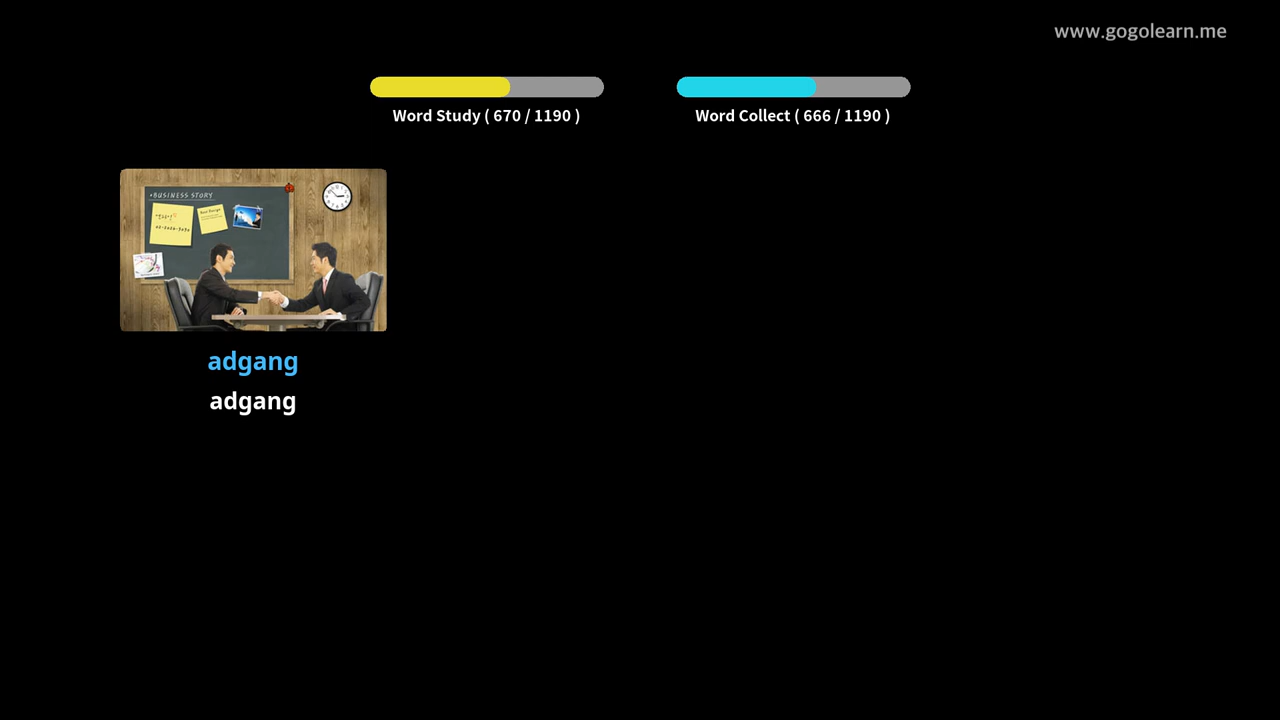 www.gogolearn.me
Word Study ( 670 / 1190 )
Word Collect ( 666 / 1190 )
•BUSINESS STORY
adgang
adgang